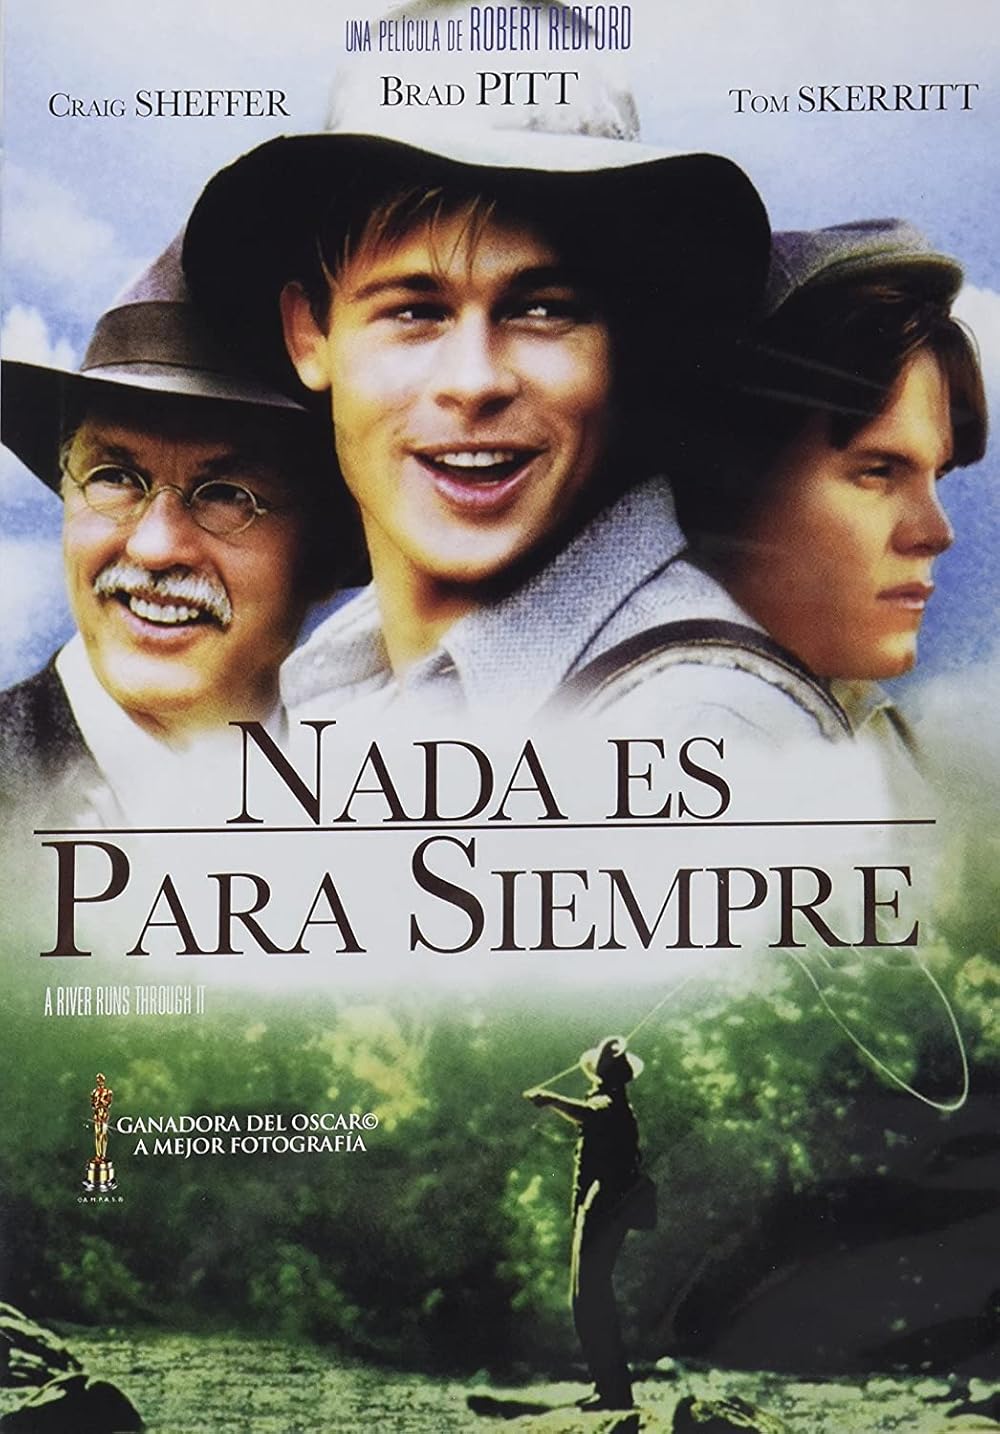 UNA PELÍCULA DE ROBERT REDFORD
CRAIG SHEFFER
BRAD PITT
TOM SKERRITT
NADA ES
PARA SIEMPRE
A RIVER RUNS THROUGH IT
GANADORA DEL OSCAR©
A MEJOR FOTOGRAFÍA
©A.M.P.A.S.®